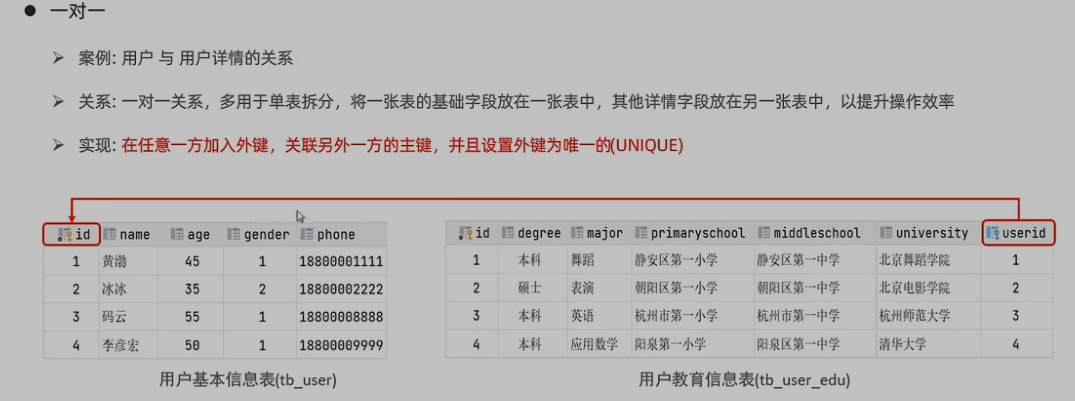 ● 一对一
➢ 案例: 用户 与 用户详情的关系
➢ 关系: 一对一关系，多用于单表拆分，将一张表的基础字段放在一张表中，其他详情字段放在另一张表中，以提升操作效率
➢ 实现: 在任意一方加入外键，关联另外一方的主键，并且设置外键为唯一的(UNIQUE)
id name age gender phone
1 黄渤 45 1 18800001111
2 冰冰 35 2 18800002222
3 码云 55 1 18800008888
4 李彦宏 50 1 18800009999
用户基本信息表(tb_user)
id degree major primaryschool middleschool university userid
1 本科 舞蹈 静安区第一小学 静安区第一中学 北京舞蹈学院 1
2 硕士 表演 朝阳区第一小学 朝阳区第一中学 北京电影学院 2
3 本科 英语 杭州市第一小学 杭州市第一中学 杭州师范大学 3
4 本科 应用数学 阳泉第一小学 阳泉区第一中学 清华大学 4
用户教育信息表(tb_user_edu)